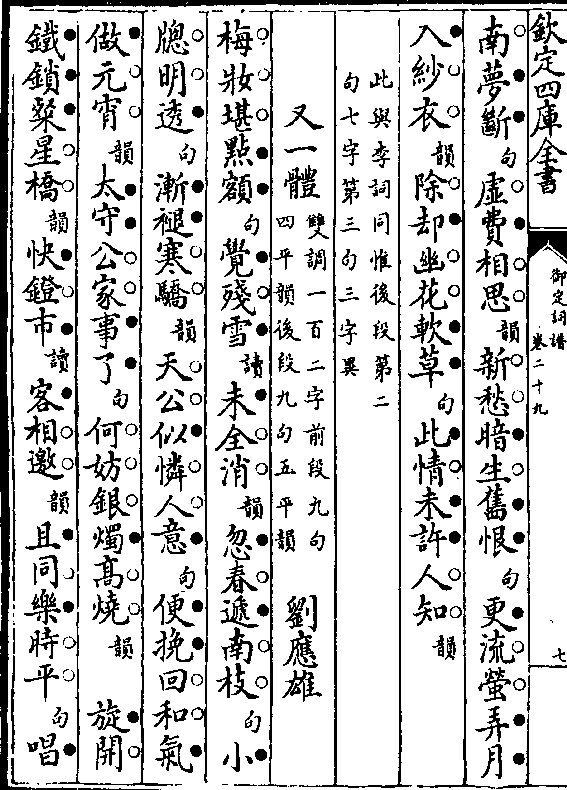 欽定四庫全書
御定詞譜
卷二十九
七
南夢斷句虛費相思韻新愁暗生舊恨句更流螢弄月
入紗衣韻除却幽花軟草句此情未許人知韻
此與李詞同惟後段第二
句七字第三句三字異
又一體
雙調一百二字前段九句
四平韻後段九句五平韻
劉應雄
梅妝堪點額句覺殘雪讀未全消韻忽春遞南枝句小
牕明透句漸褪寒驕韻天公似憐人意句便挽回和氣
做元宵韻太守公家事了句何妨銀燭高燒韻旋開
鐵鎖粲星橋韻快鐙市讀客相邀韻且同樂時平句唱